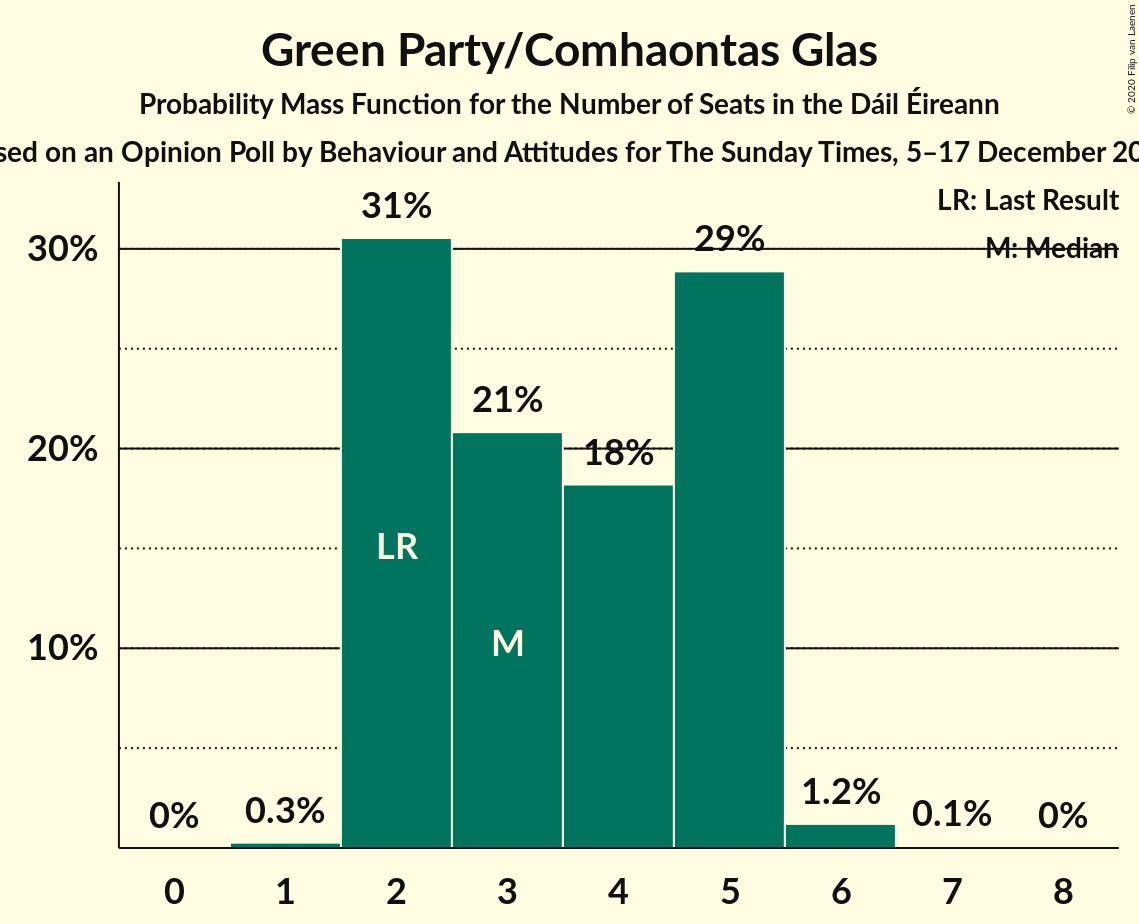 Green Party/Comhaontas Glas
Probability Mass Function for the Number of Seats in the Dáil Éireann
on an Opinion Poll by Behaviour and Attitudes for The Sunday Times, 5–17 December
© 2020 Filip van Laenen
LR: Last Result
M: Median
30%
20%
10%
31%
29%
21%
18%
LR
M
0%
0.3%
1.2%
0.1%
0%
0
1
2
3
4
5
6
7
8